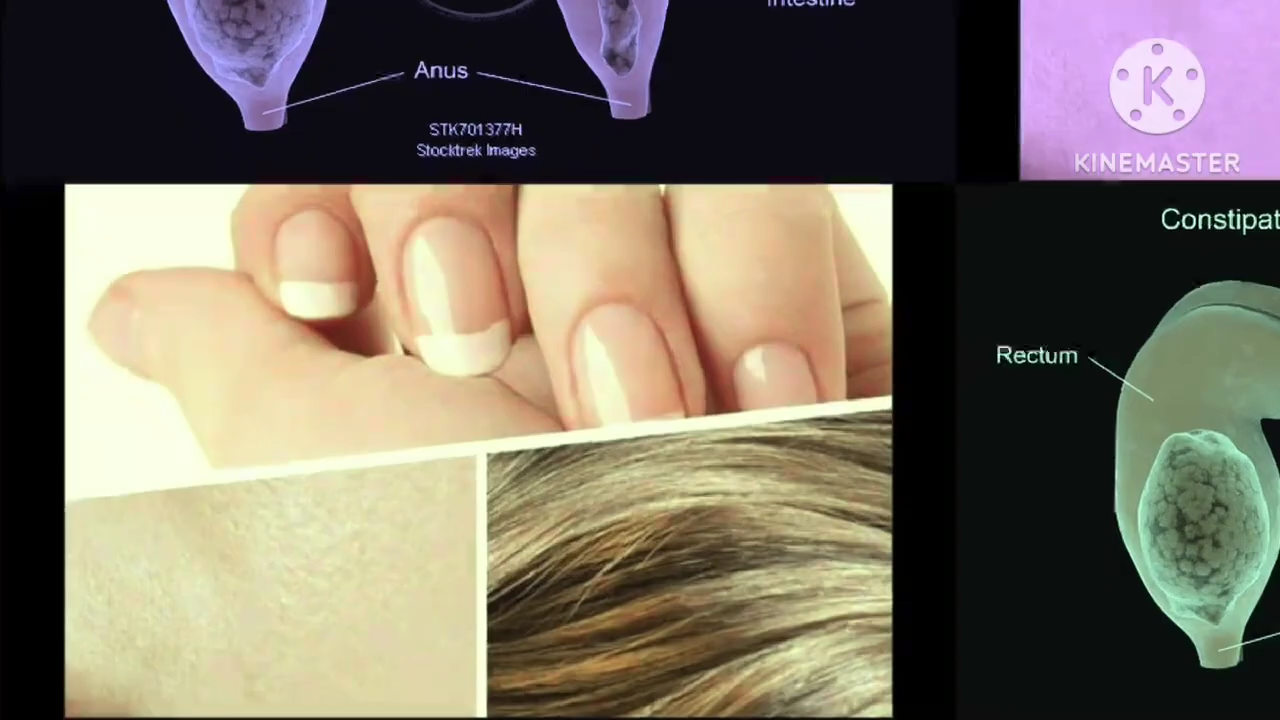 Intestine
Anus
STK701377H
Stocktrek Images
KINEMASTER
Constipat
Rectum